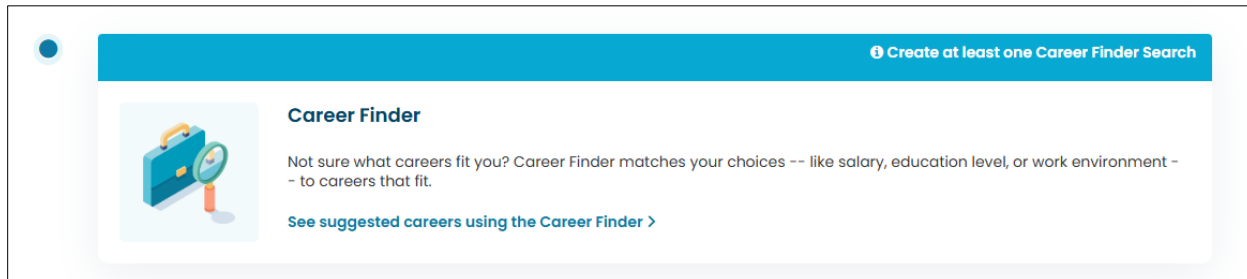 Create at least one Career Finder Search
Career Finder
Not sure what careers fit you? Career Finder matches your choices -- like salary, education level, or work environment -
- to careers that fit.
See suggested careers using the Career Finder >